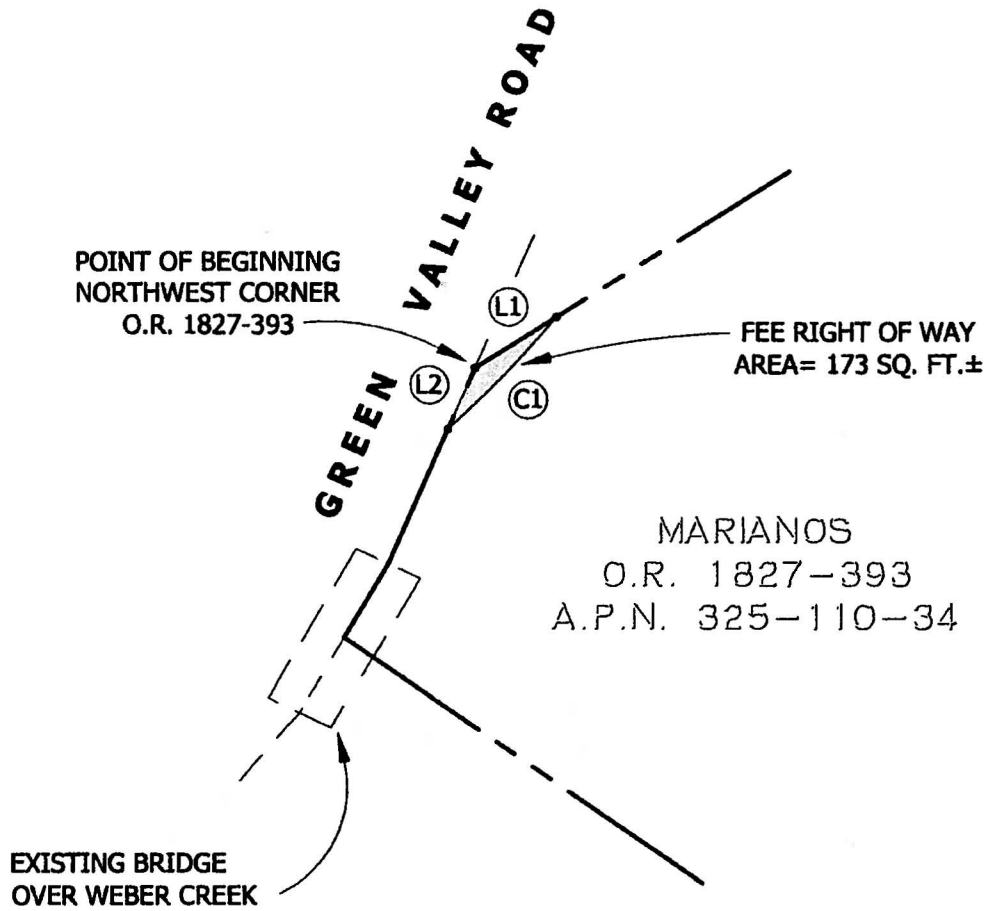 GREEN VALLEY ROAD
POINT OF BEGINNING
NORTHWEST CORNER
O.R. 1827-393
L1
L2
C1
FEE RIGHT OF WAY
AREA= 173 SQ. FT.±
MARIANOS
O.R. 1827-393
A.P.N. 325-110-34
EXISTING BRIDGE
OVER WEBER CREEK